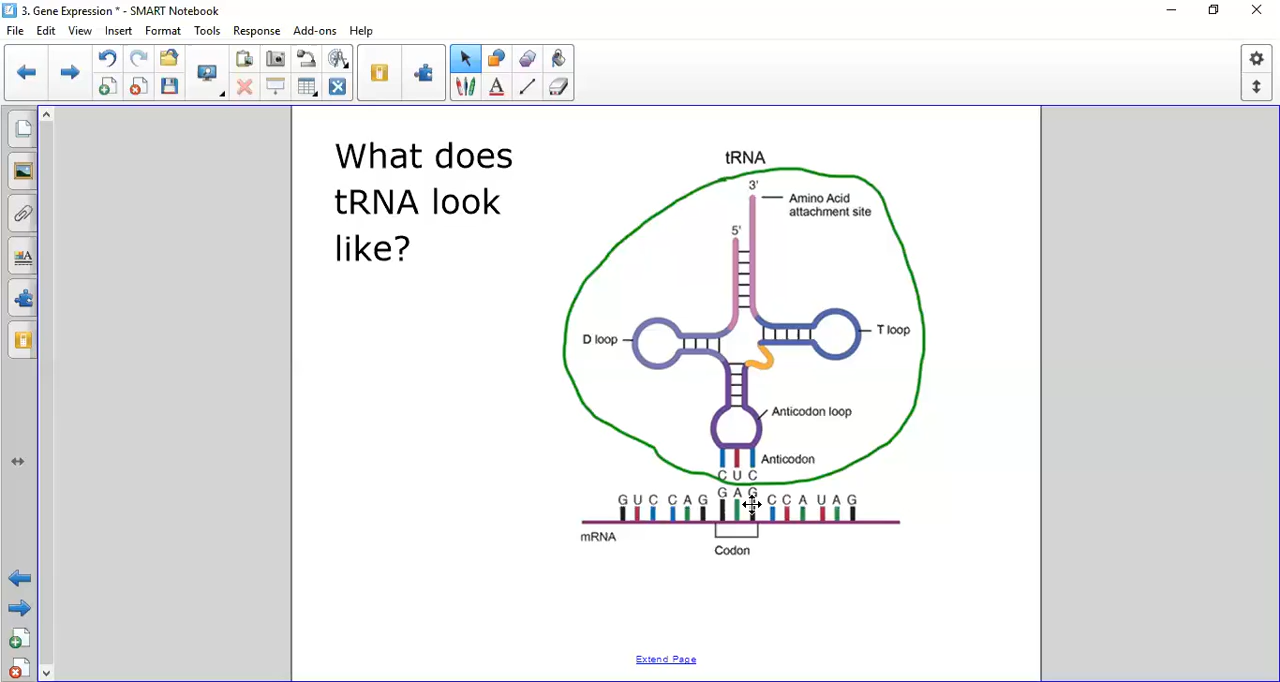 3. Gene Expression * - SMART Notebook
File Edit View Insert Format Tools Response Add-ons Help
What does
tRNA look
like?
tRNA
3'
Amino Acid
attachment site
5'
D loop
T loop
Anticodon loop
Anticodon
C U C
G A G
G U C C A G C C A U A G
mRNA
Codon
Extend Page